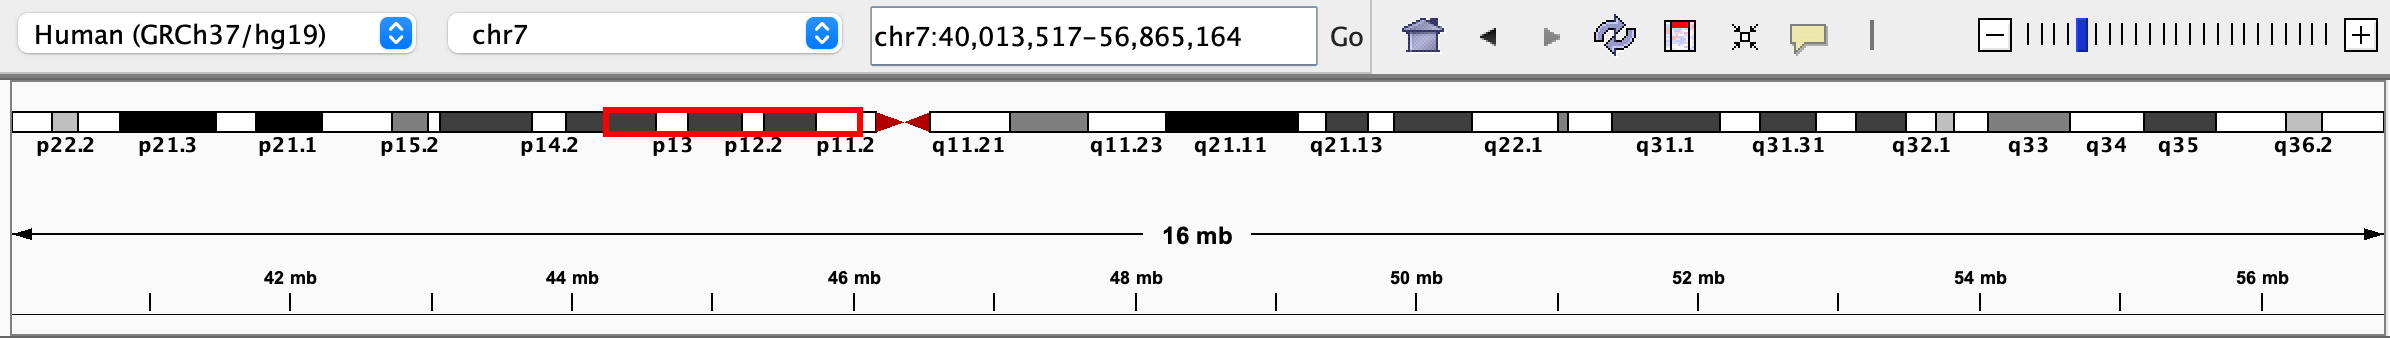 Human (GRCh37/hg19) chr7 chr7:40,013,517-56,865,164 Go
p22.2 p21.3 p21.1 p15.2 p14.2 p13 p12.2 p11.2 q11.21 q11.23 q21.11 q21.13 q22.1 q31.1 q31.31 q32.1 q33 q34 q35 q36.2
16 mb
42 mb 44 mb 46 mb 48 mb 50 mb 52 mb 54 mb 56 mb